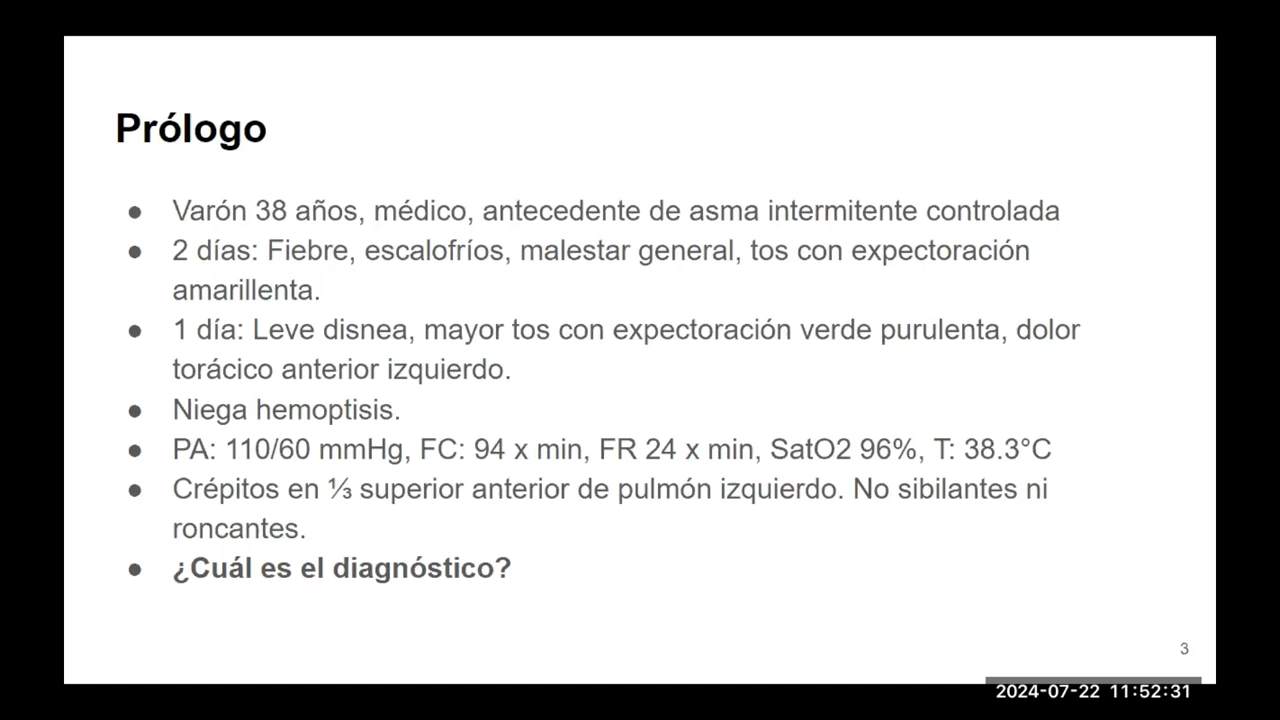 Prólogo
● Varón 38 años, médico, antecedente de asma intermitente controlada
● 2 días: Fiebre, escalofríos, malestar general, tos con expectoración
amarillenta.
● 1 día: Leve disnea, mayor tos con expectoración verde purulenta, dolor
torácico anterior izquierdo.
● Niega hemoptisis.
● PA: 110/60 mmHg, FC: 94 x min, FR 24 x min, SatO2 96%, T: 38.3°C
● Crépitos en ⅓ superior anterior de pulmón izquierdo. No sibilantes ni
roncantes.
● ¿Cuál es el diagnóstico?
3
2024-07-22 11:52:31